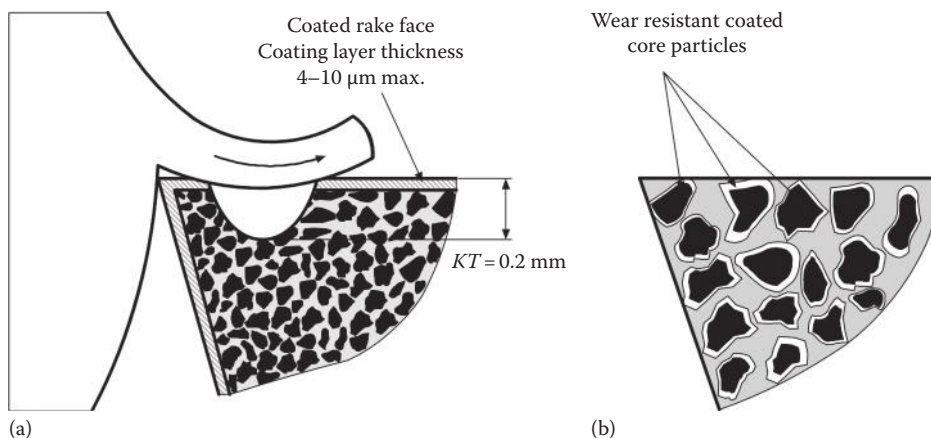 Coated rake face
Coating layer thickness
4–10 μm max.
KT = 0.2 mm
(a)
Wear resistant coated
core particles
(b)